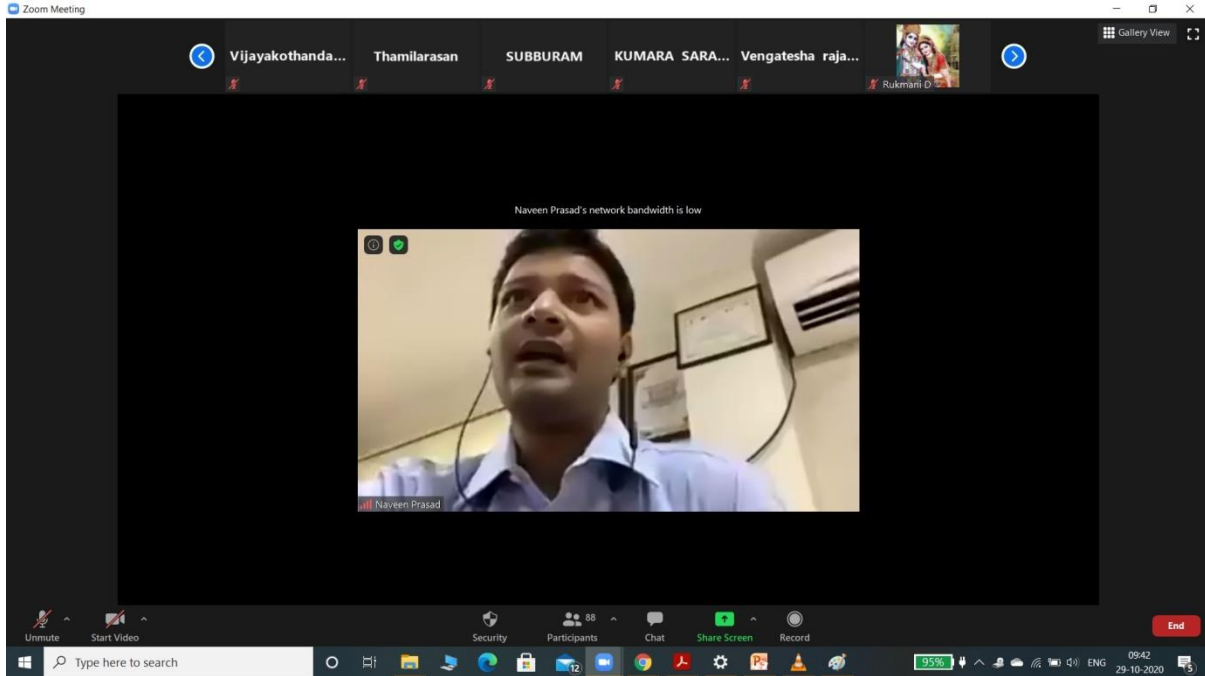 Zoom Meeting
Gallery View
Vijayakothanda...
Thamilarasan
SUBBURAM
KUMARA SARA...
Vengatesha raja...
Rukmani D
Naveen Prasad's network bandwidth is low
Naveen Prasad
Unmute
Start Video
Security
88
Participants
Chat
Share Screen
Record
End
Type here to search
12
95%
ENG
09:42
29-10-2020
5